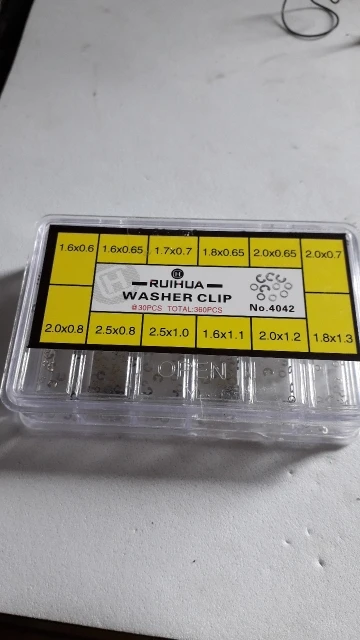 1.6x0.6 1.6x0.65 1.7x0.7 1.8x0.65 2.0x0.65 2.0x0.7
H
RUIHUA
WASHER CLIP
@30PCS TOTAL:360PCS
No.4042
2.0x0.8 2.5x0.8 2.5x1.0 1.6x1.1 2.0x1.2 1.8x1.3
OPEN